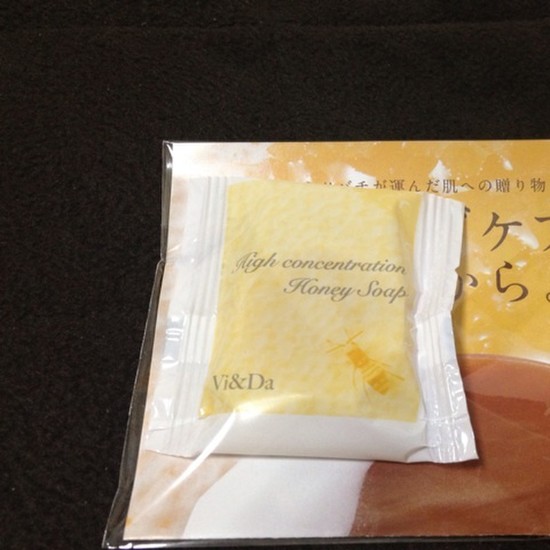 バチが運んだ肌への贈り物
ケ
から
High concentration
Honey Soap
Vi&Da